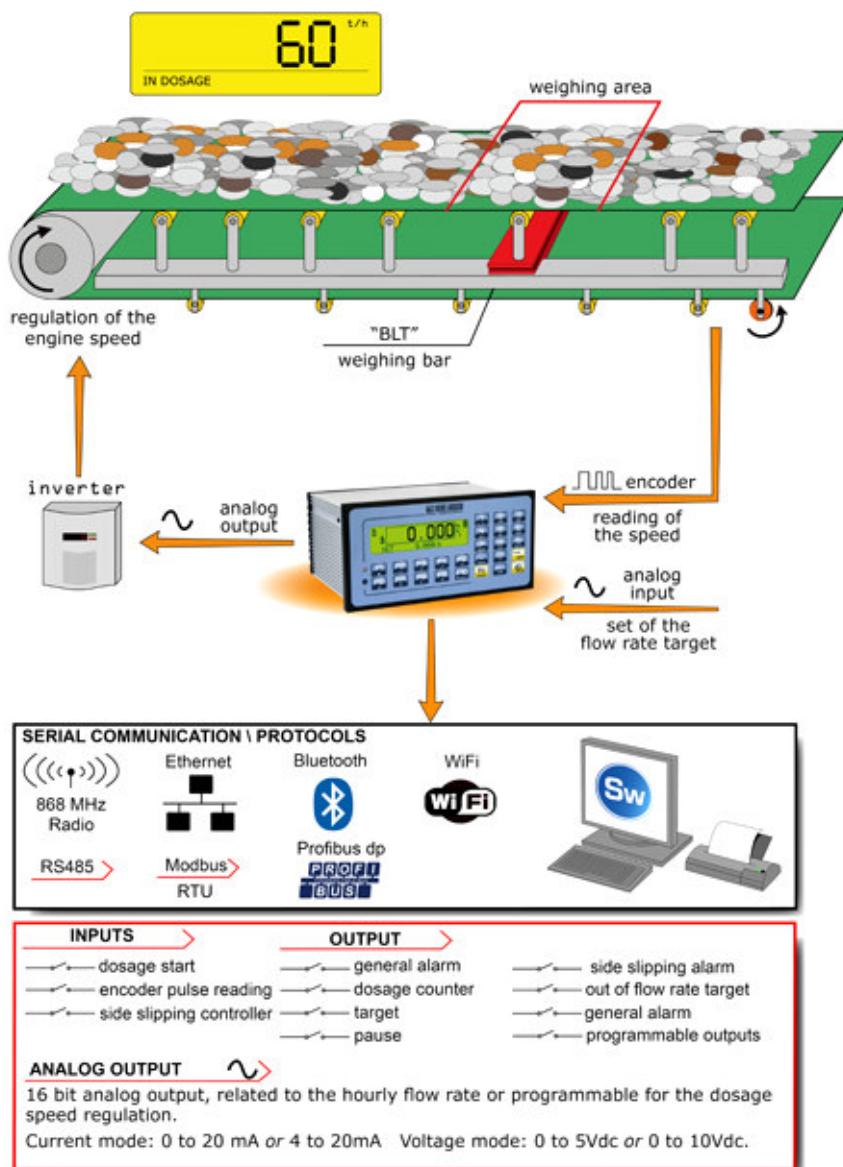 60 t/h
IN DOSAGE
weighing area
regulation of the
engine speed
"BLT"
weighing bar
inverter
analog
output
encoder
reading of
the speed
analog
input
set of the
flow rate target
0.000
NET
SERIAL COMMUNICATION \ PROTOCOLS
868 MHz
Radio
Ethernet
Bluetooth
WiFi
Wi Fi
Sw
RS485
Modbus
RTU
Profibus dp
PROFI
BUS
INPUTS
dosage start
encoder pulse reading
side slipping controller
OUTPUT
general alarm
dosage counter
target
pause
side slipping alarm
out of flow rate target
general alarm
programmable outputs
ANALOG OUTPUT
16 bit analog output, related to the hourly flow rate or programmable for the dosage
speed regulation.
Current mode: 0 to 20 mA or 4 to 20mA Voltage mode: 0 to 5Vdc or 0 to 10Vdc.